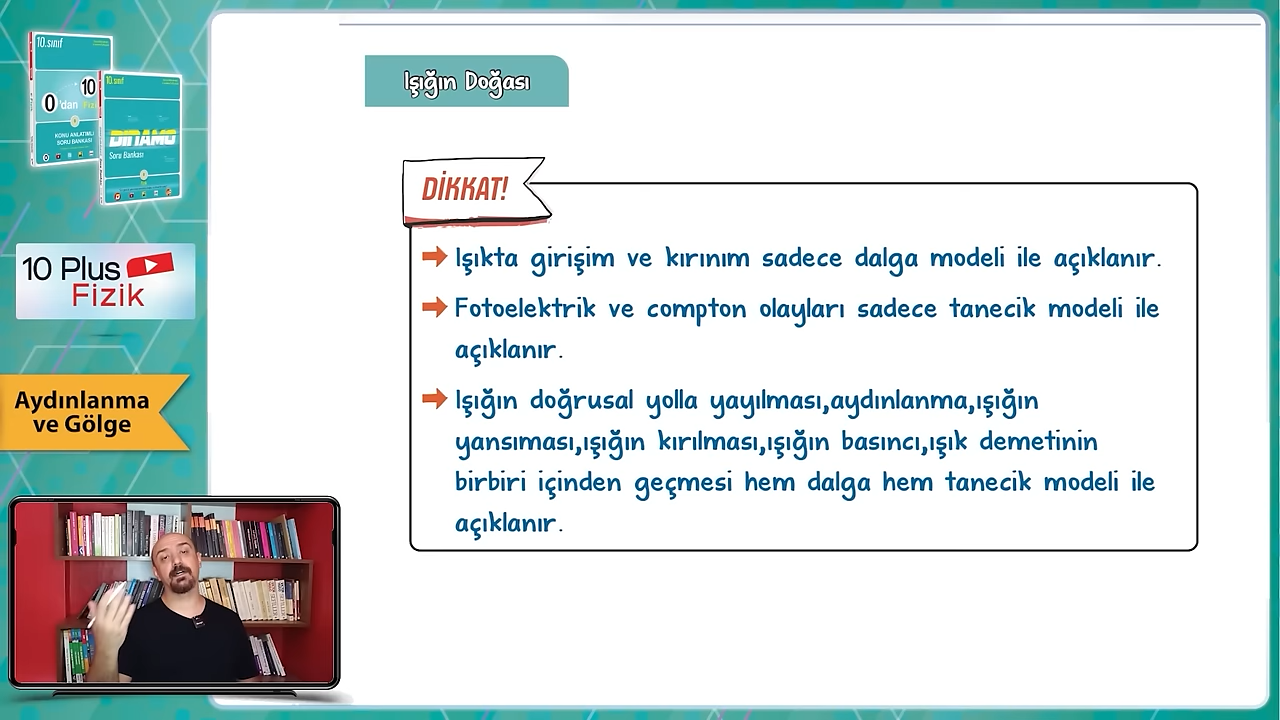 10.sınıf
0'dan 10
Fizik
KONU ANLATIMLI
SORU BANKASI
10.sınıf
DINAMO
Soru Bankası
10 Plus
Fizik
Aydınlanma
ve Gölge
Işığın Doğası
DİKKAT!
Işıkta girişim ve kırınım sadece dalga modeli ile açıklanır.
Fotoelektrik ve compton olayları sadece tanecik modeli ile
açıklanır.
Işığın doğrusal yolla yayılması,aydınlanma,ışığın
yansıması,ışığın kırılması,ışığın basıncı,ışık demetinin
birbiri içinden geçmesi hem dalga hem tanecik modeli ile
açıklanır.